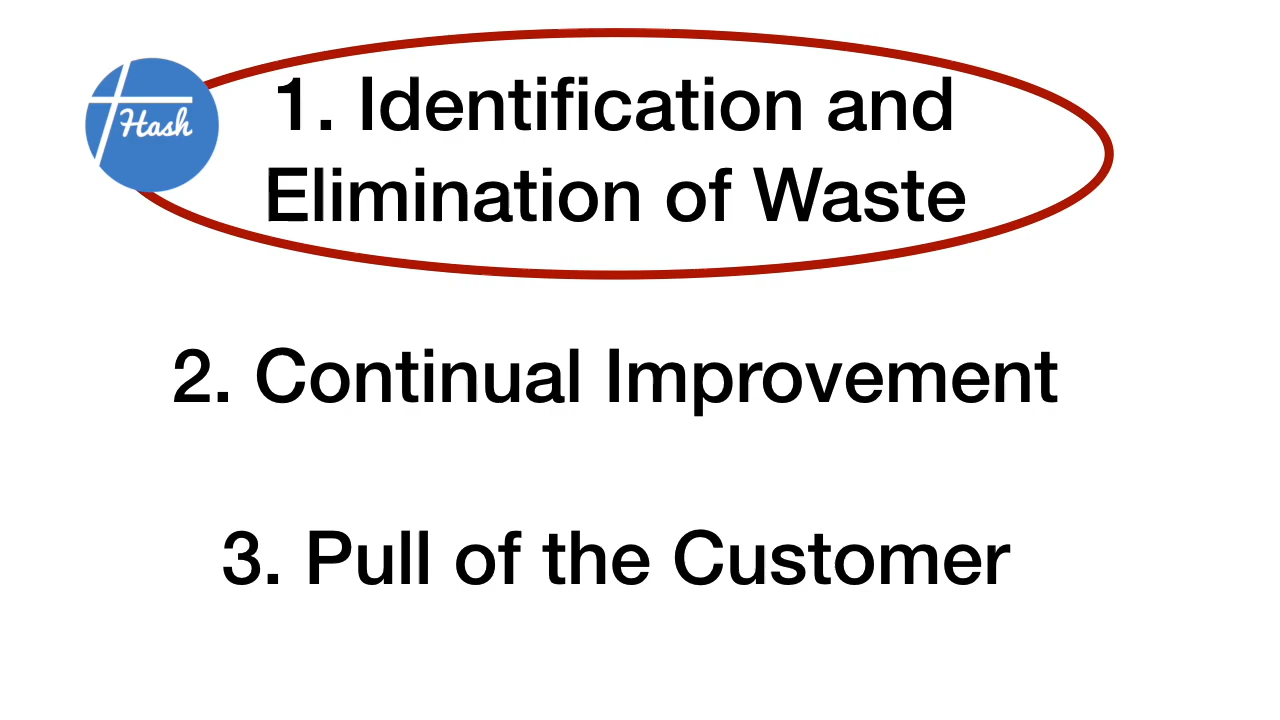 Hash
1. Identification and
Elimination of Waste
2. Continual Improvement
3. Pull of the Customer